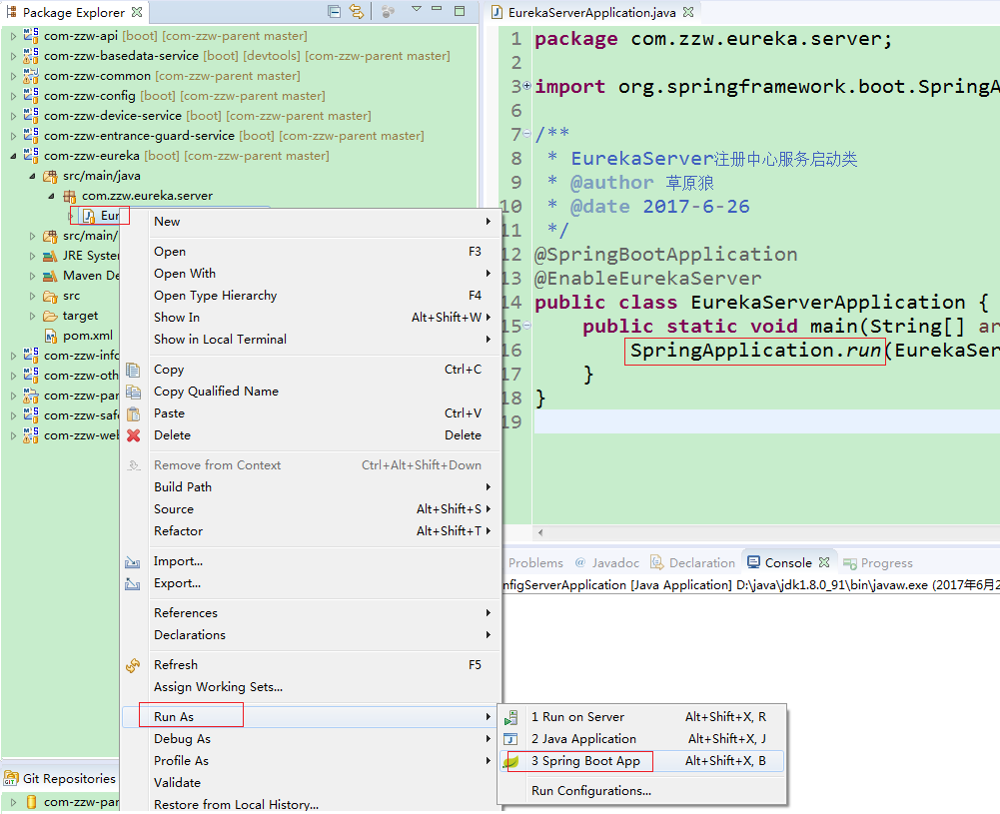 Package Explorer
com-zzw-api [boot] [com-zzw-parent master]
com-zzw-basedata-service [boot] [devtools] [com-zzw-parent master]
com-zzw-common [com-zzw-parent master]
com-zzw-config [boot] [com-zzw-parent master]
com-zzw-device-service [boot] [com-zzw-parent master]
com-zzw-entrance-guard-service [boot] [com-zzw-parent master]
com-zzw-eureka [boot] [com-zzw-parent master]
src/main/java
com.zzw.eureka.server
Eur
src/main/
JRE Syste
Maven De
src
target
pom.xml
com-zzw-info
com-zzw-oth
com-zzw-par
com-zzw-safe
com-zzw-web
Git Repositories
com-zzw-par
New
Open F3
Open With
Open Type Hierarchy F4
Show In Alt+Shift+W
Show in Local Terminal
Copy Ctrl+C
Copy Qualified Name
Paste Ctrl+V
Delete Delete
Remove from Context Ctrl+Alt+Shift+Down
Build Path
Source Alt+Shift+S
Refactor Alt+Shift+T
Import...
Export...
References
Declarations
Refresh F5
Assign Working Sets...
Run As
Debug As
Profile As
Validate
Restore from Local History...
1 Run on Server Alt+Shift+X, R
2 Java Application Alt+Shift+X, J
3 Spring Boot App Alt+Shift+X, B
Run Configurations...
EurekaServerApplication.java
1 package com.zzw.eureka.server;
2
3 import org.springframework.boot.SpringA
6
7 /**
8 * EurekaServer注册中心服务启动类
9 * @author 草原狼
10 * @date 2017-6-26
11 */
12 @SpringBootApplication
13 @EnableEurekaServer
14 public class EurekaServerApplication {
15 public static void main(String[] ar
16 SpringApplication.run(EurekaSer
17 }
18 }
19
Problems @ Javadoc Declaration Console Progress
nfigServerApplication [Java Application] D:\java\jdk1.8.0_91\bin\javaw.exe (2017年6月2